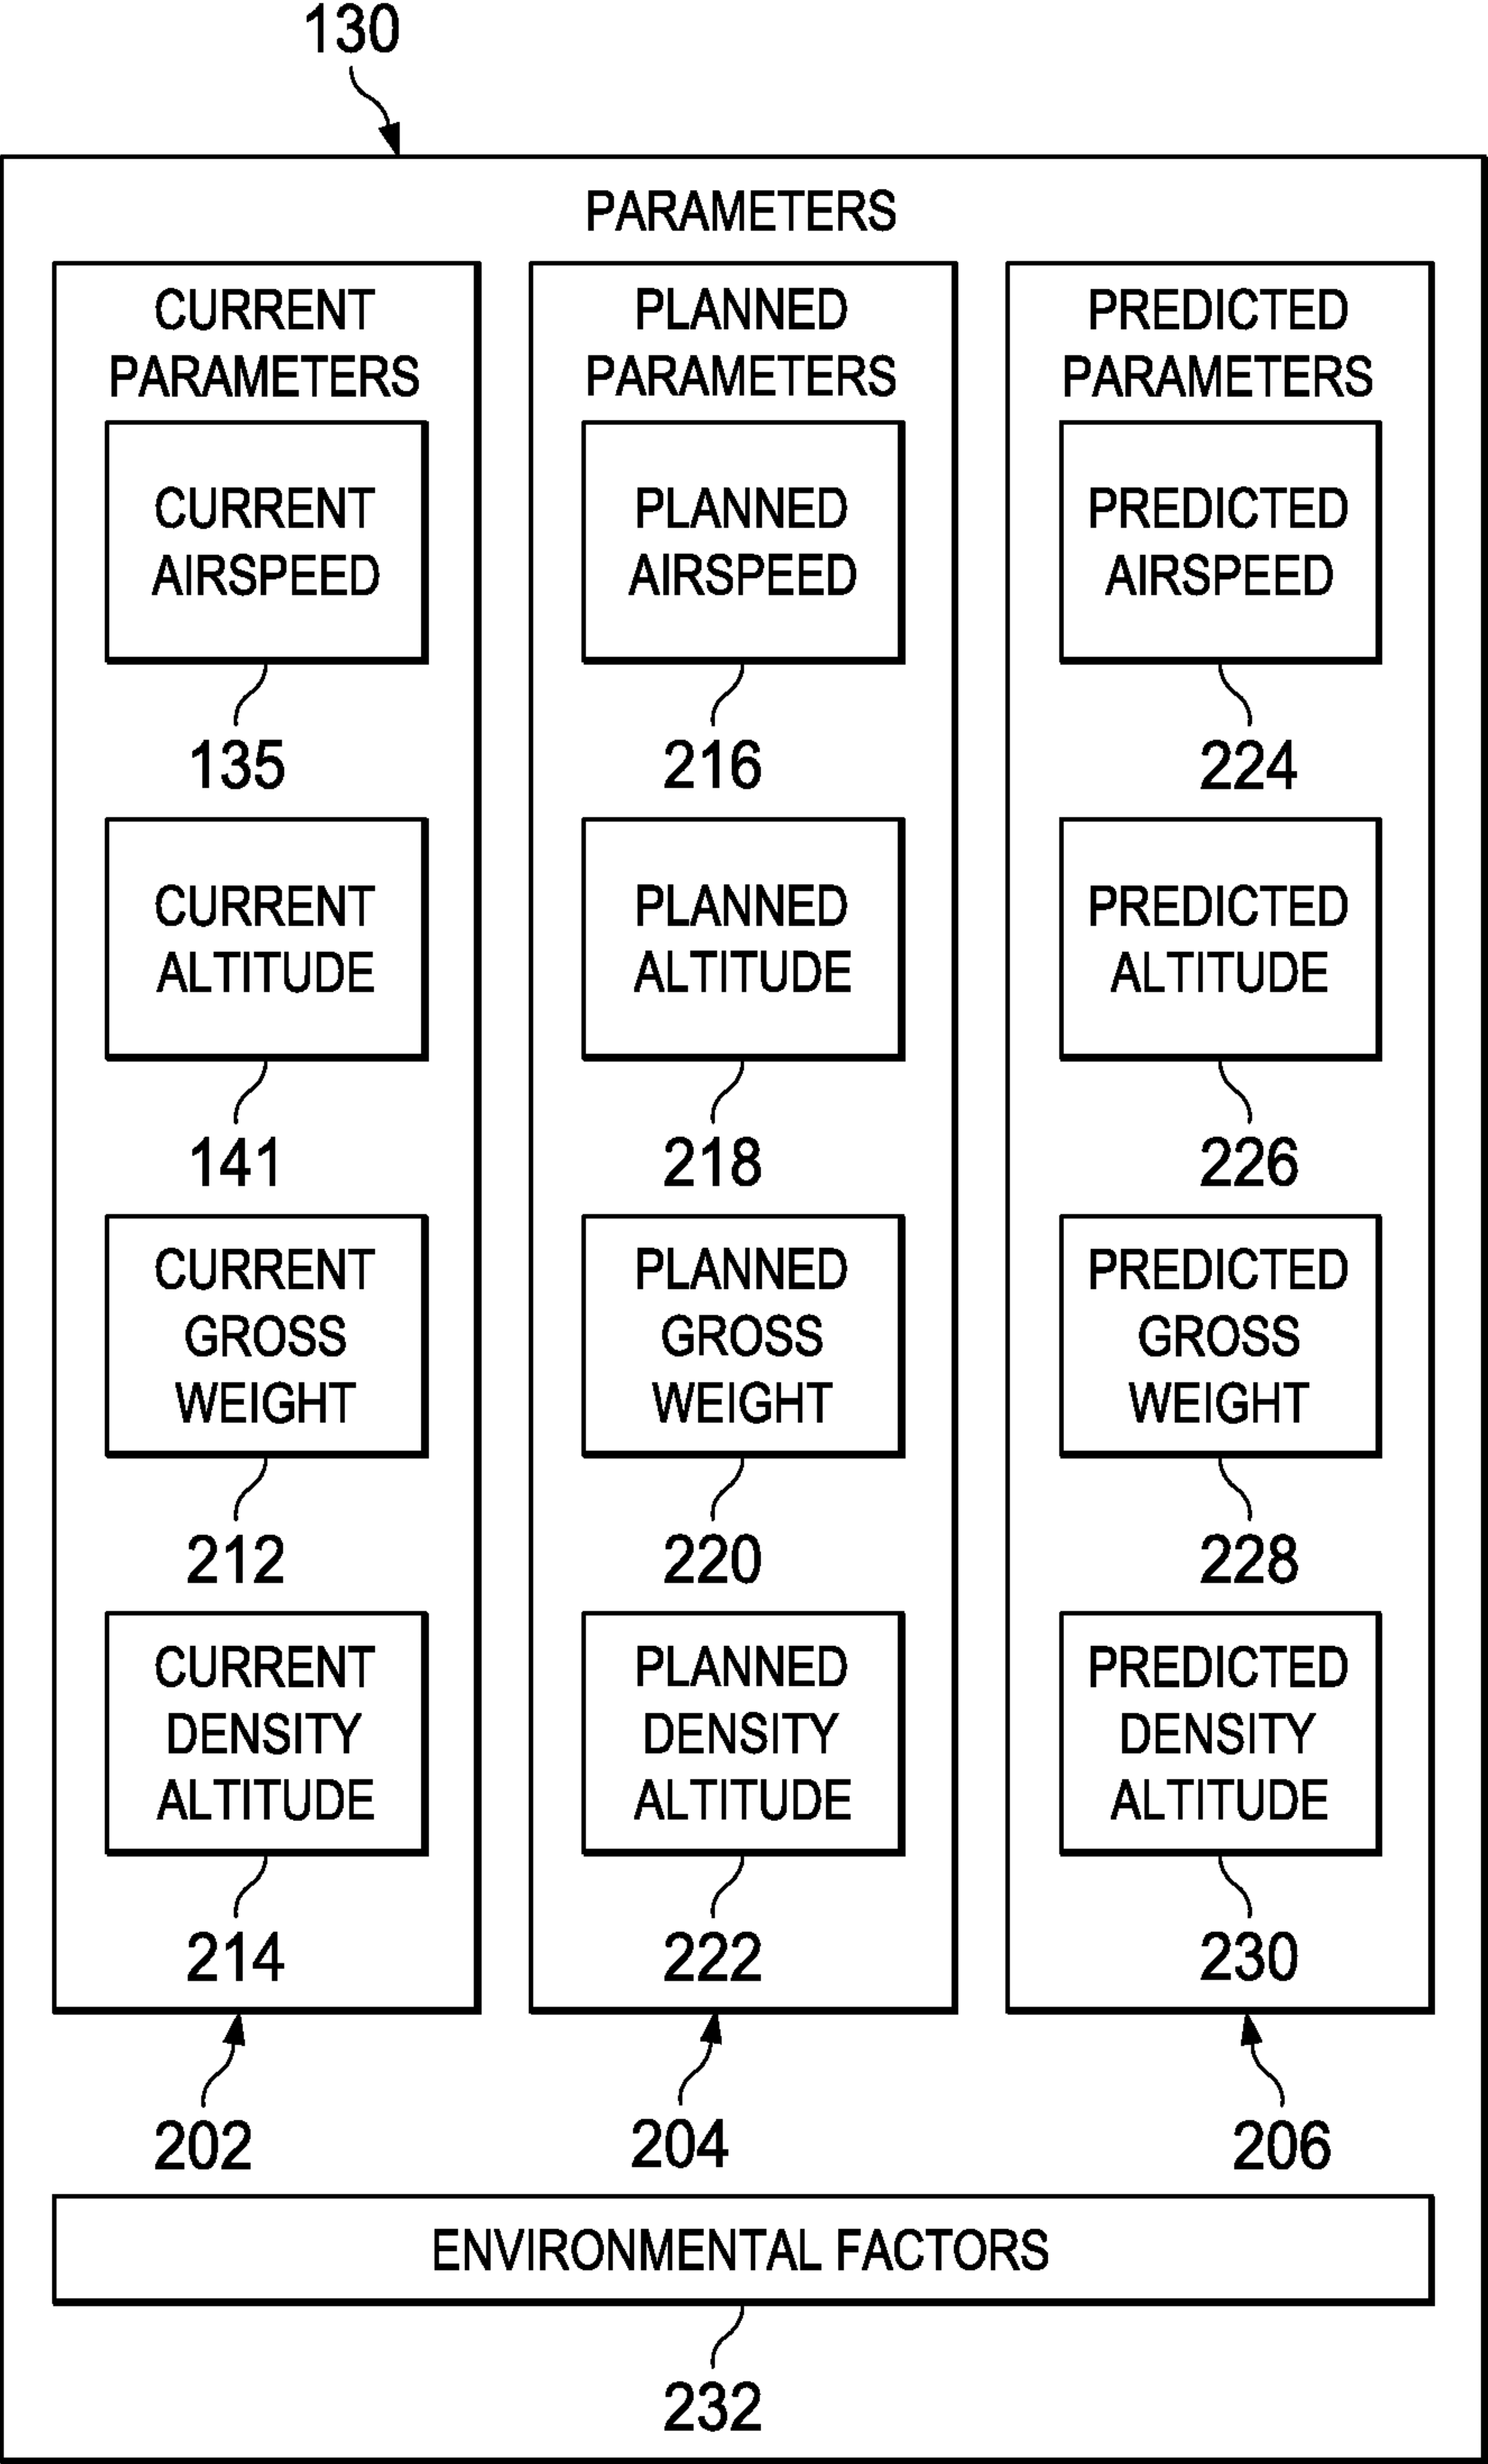 130
PARAMETERS
CURRENT
PARAMETERS
CURRENT
AIRSPEED
135
CURRENT
ALTITUDE
141
CURRENT
GROSS
WEIGHT
212
CURRENT
DENSITY
ALTITUDE
214
202
PLANNED
PARAMETERS
PLANNED
AIRSPEED
216
PLANNED
ALTITUDE
218
PLANNED
GROSS
WEIGHT
220
PLANNED
DENSITY
ALTITUDE
222
204
PREDICTED
PARAMETERS
PREDICTED
AIRSPEED
224
PREDICTED
ALTITUDE
226
PREDICTED
GROSS
WEIGHT
228
PREDICTED
DENSITY
ALTITUDE
230
206
ENVIRONMENTAL FACTORS
232